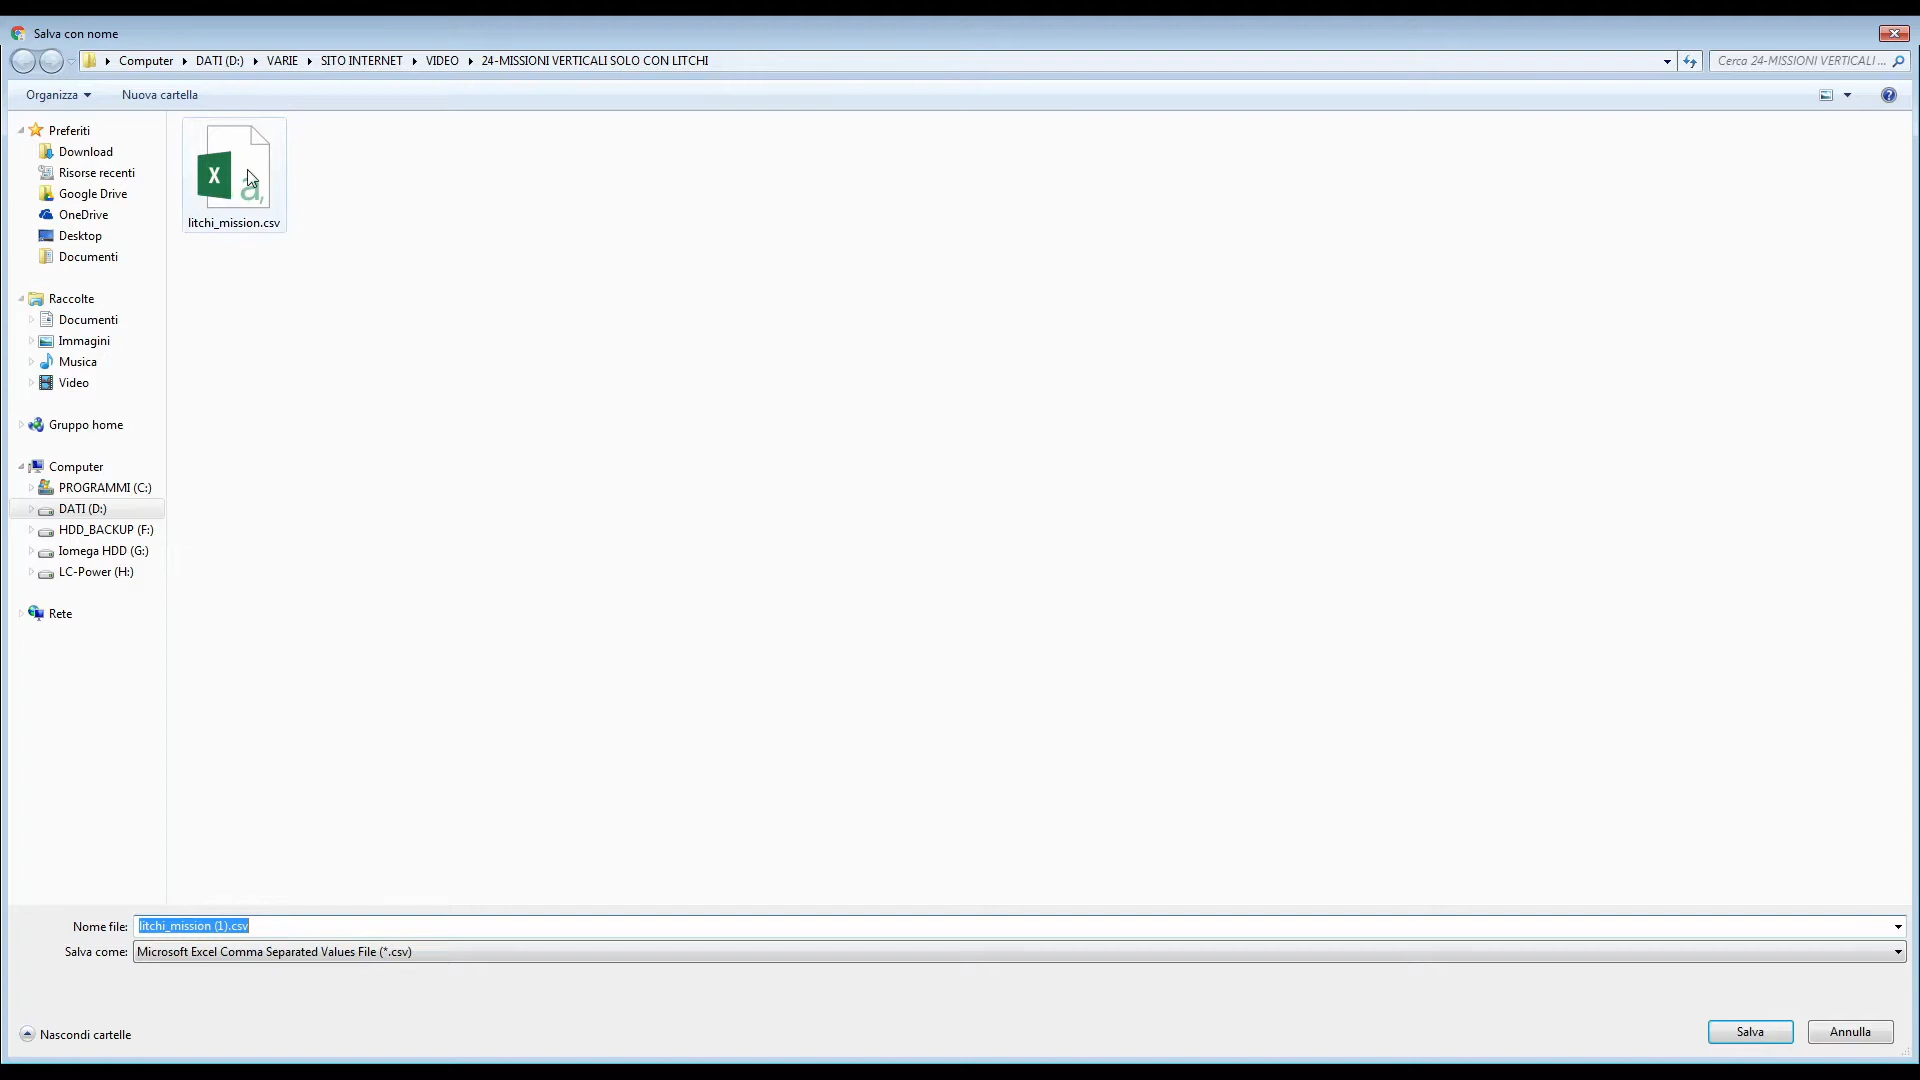 Salva con nome
Computer DATI (D:) VARIE SITO INTERNET VIDEO 24-MISSIONI VERTICALI SOLO CON LITCHI
Cerca 24-MISSIONI VERTICALI ...
Organizza Nuova cartella
Preferiti
Download
Risorse recenti
Google Drive
OneDrive
Desktop
Documenti
Raccolte
Documenti
Immagini
Musica
Video
Gruppo home
Computer
PROGRAMMI (C:)
DATI (D:)
HDD_BACKUP (F:)
Iomega HDD (G:)
LC-Power (H:)
Rete
X a,
litchi_mission.csv
Nome file: litchi_mission (1).csv
Salva come: Microsoft Excel Comma Separated Values File (*.csv)
Nascondi cartelle
Salva Annulla